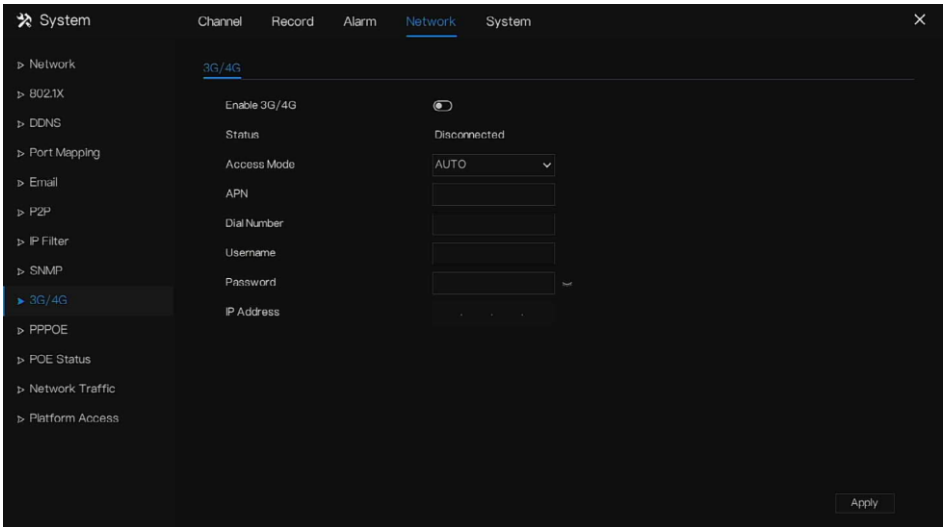 System
Channel Record Alarm Network System
Network
802.1X
DDNS
Port Mapping
Email
P2P
IP Filter
SNMP
3G/4G
PPPOE
POE Status
Network Traffic
Platform Access
3G/4G
Enable 3G/4G
Status Disconnected
Access Mode AUTO
APN
Dial Number
Username
Password
IP Address . . .
Apply